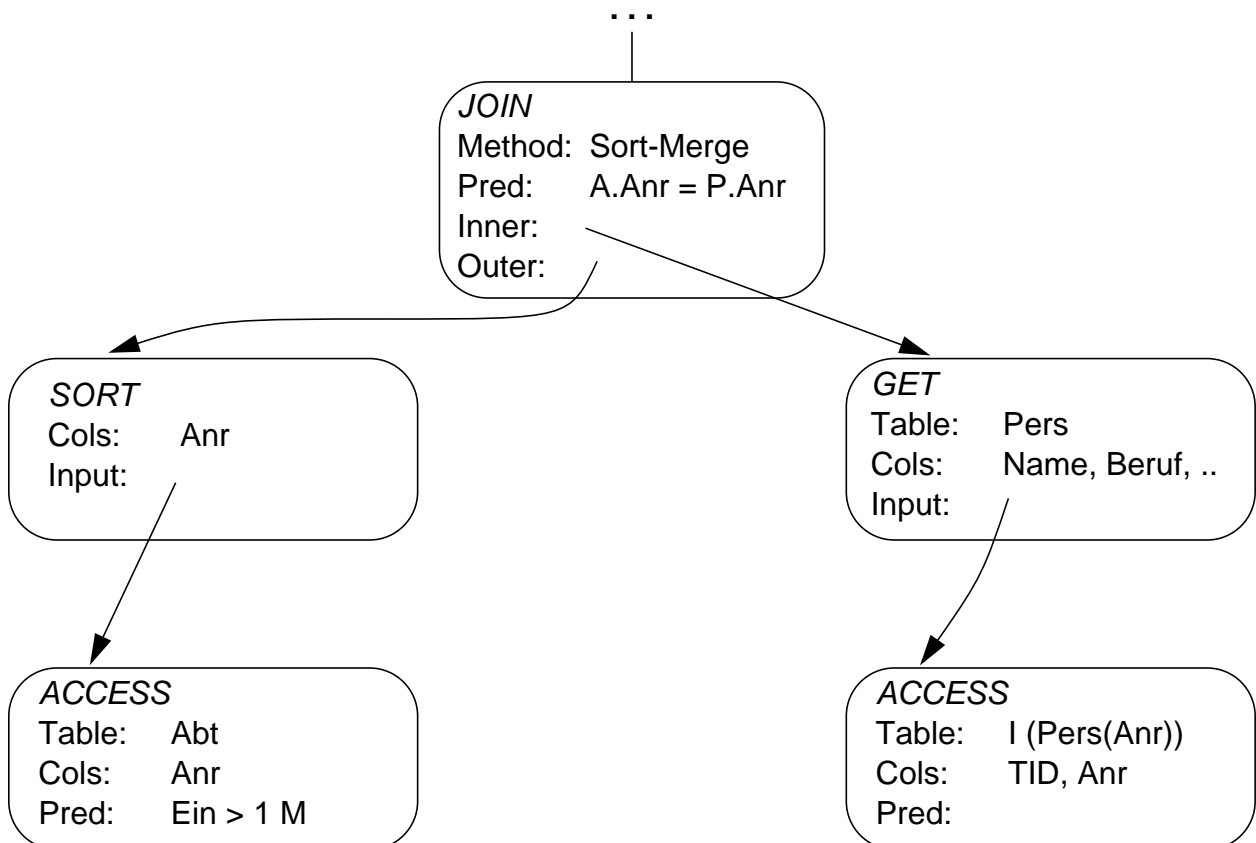 . . .
JOIN
Method: Sort-Merge
Pred: A.Anr = P.Anr
Inner:
Outer:
SORT
Cols: Anr
Input:
GET
Table: Pers
Cols: Name, Beruf, ..
Input:
ACCESS
Table: Abt
Cols: Anr
Pred: Ein > 1 M
ACCESS
Table: I (Pers(Anr))
Cols: TID, Anr
Pred: